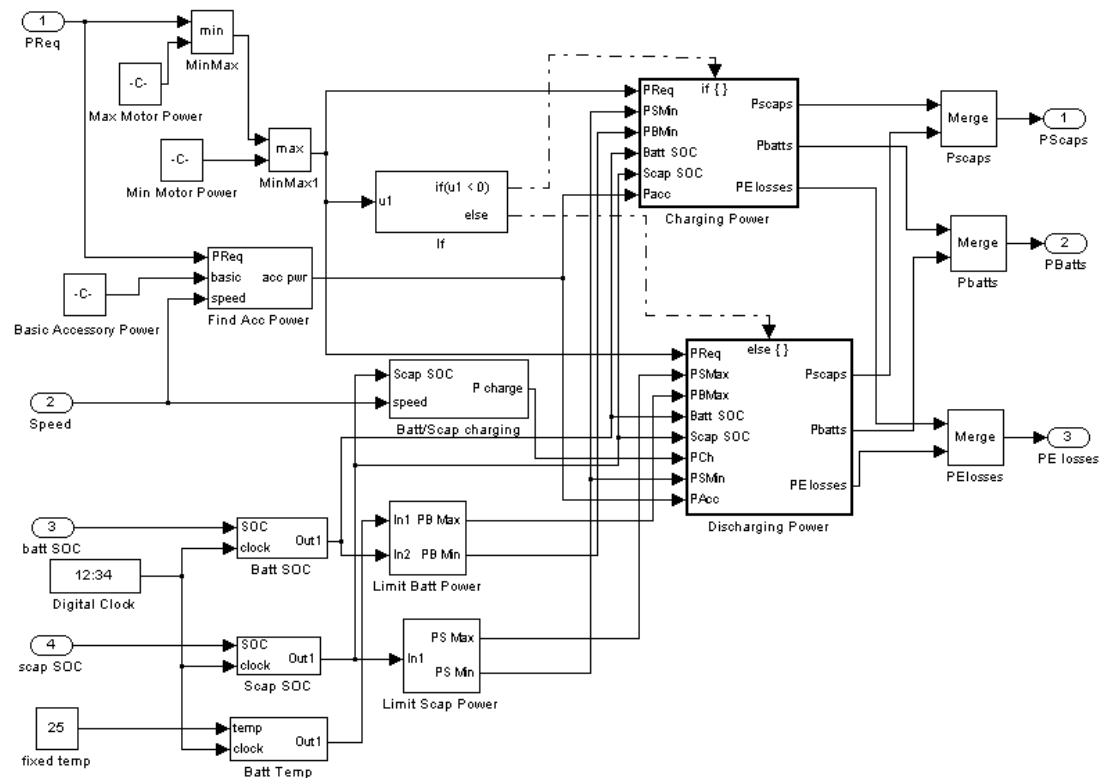 1
PReq
min
MinMax
-C-
Max Motor Power
-C-
Min Motor Power
max
MinMax1
u1
if(u1 < 0)
else
If
if { }
PReq
PSMin
PBMin
Batt SOC
Scap SOC
Pacc
Pscaps
Pbatts
PElosses
Charging Power
Merge
Pscaps
1
PScaps
Merge
Pbatts
2
PBatts
PReq
basic
speed
acc pwr
Find Acc Power
-C-
Basic Accessory Power
2
Speed
Scap SOC
speed
P charge
Batt/Scap charging
else { }
PReq
PSMax
PBMax
Batt SOC
Scap SOC
PCh
PSMin
PAcc
Pscaps
Pbatts
PElosses
Discharging Power
Merge
PElosses
3
PE losses
3
batt SOC
SOC
clock
Out1
Batt SOC
12:34
Digital Clock
In1
PB Max
In2
PB Min
Limit Batt Power
4
scap SOC
SOC
clock
Out1
Scap SOC
In1
PS Max
PS Min
Limit Scap Power
25
fixed temp
temp
clock
Out1
Batt Temp